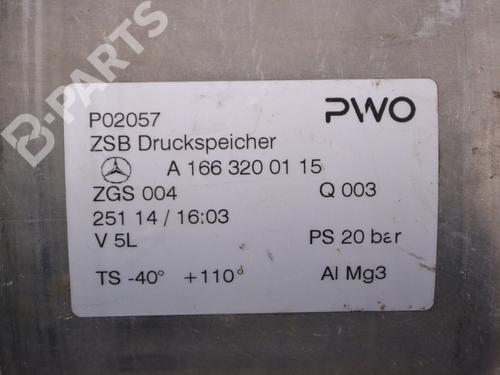 B-PARTS
P02057
PWO
ZSB Druckspeicher
A 166 320 01 15
ZGS 004 Q 003
251 14 / 16:03
V 5L PS 20 bar
TS -40° +110° Al Mg3